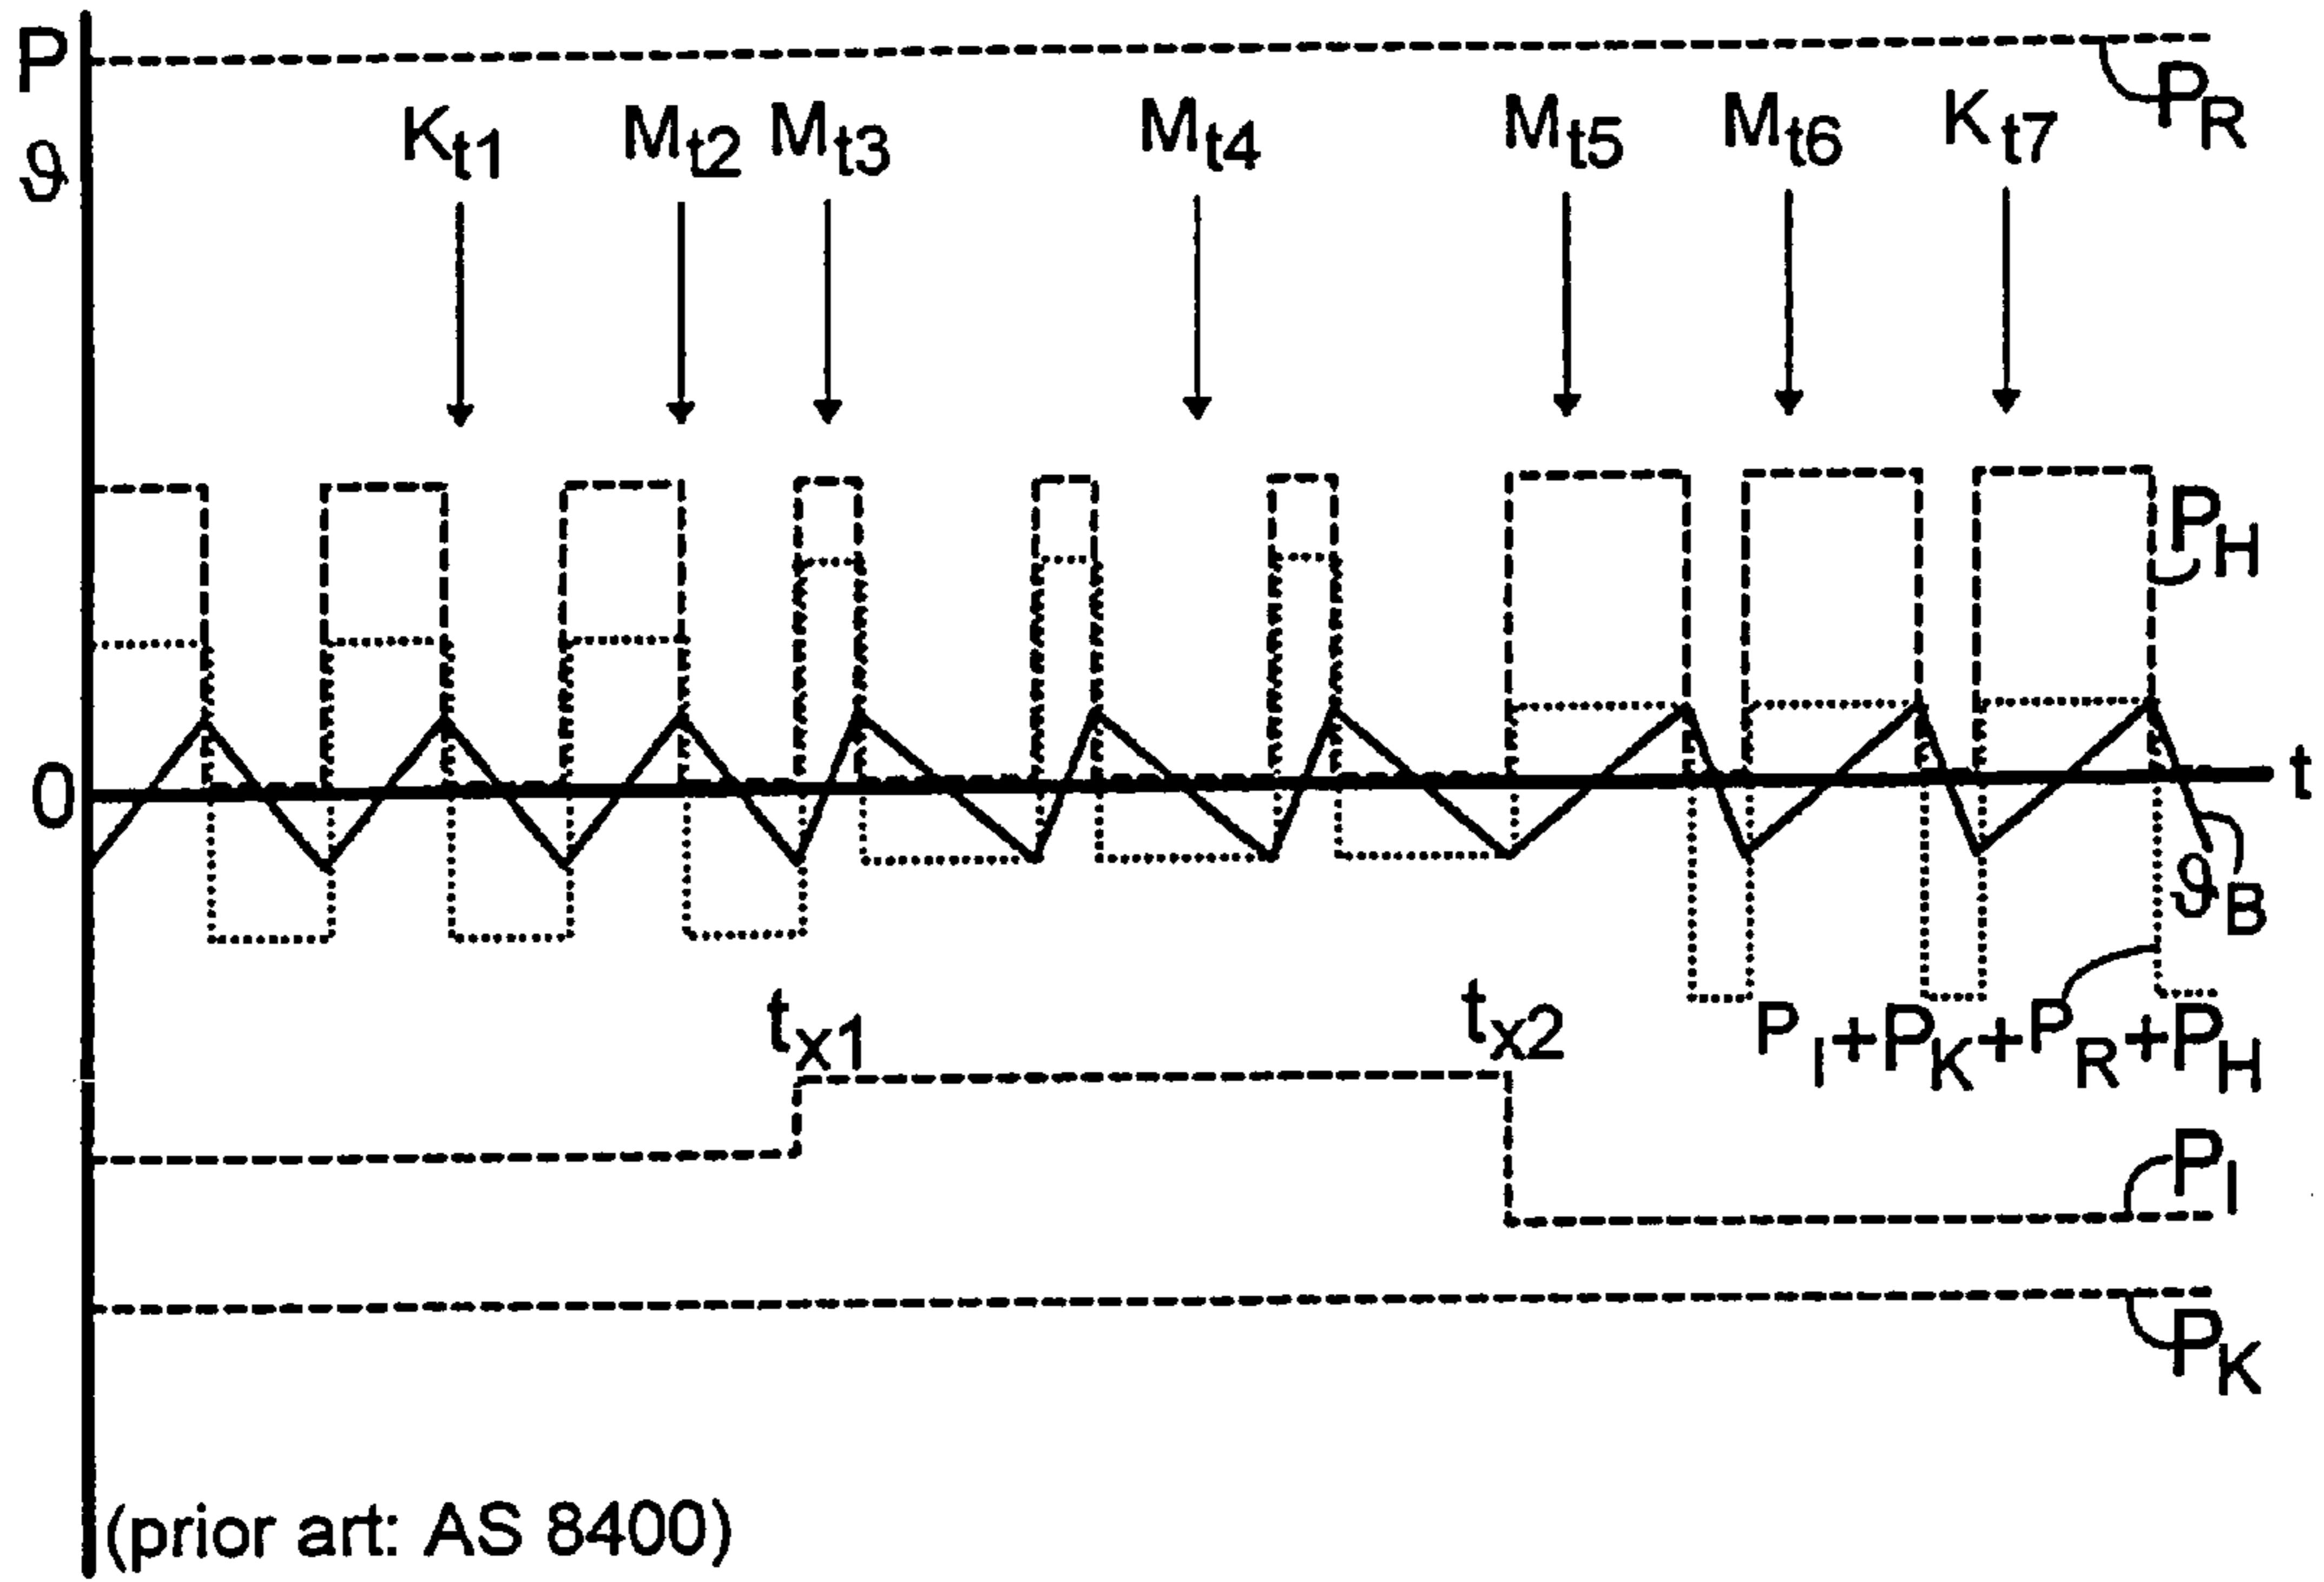 P
ϑ
P_R
K_t1
M_t2
M_t3
M_t4
M_t5
M_t6
K_t7
P_H
0
t
ϑ_B
t_x1
t_x2
P_I+P_K+P_R+P_H
P_I
P_K
(prior art: AS 8400)